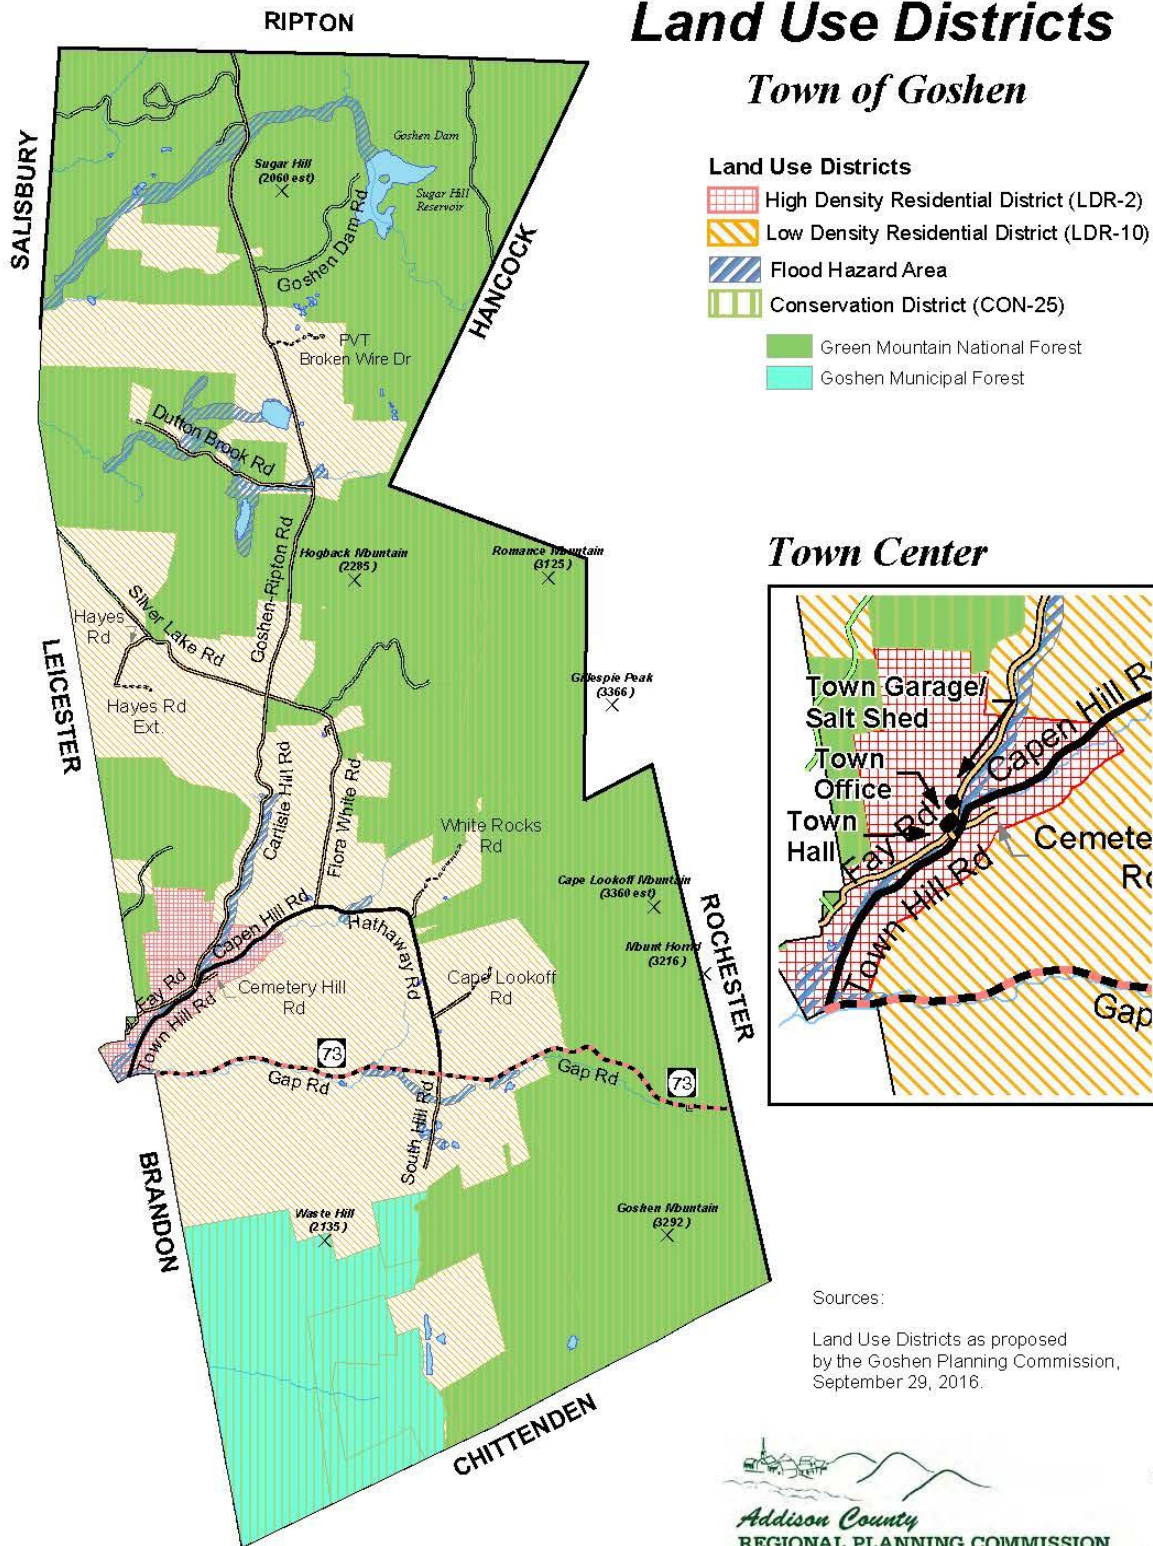 Land Use Districts
Town of Goshen
Land Use Districts
High Density Residential District (LDR-2)
Low Density Residential District (LDR-10)
Flood Hazard Area
Conservation District (CON-25)
Green Mountain National Forest
Goshen Municipal Forest
RIPTON
SALISBURY
HANCOCK
LEICESTER
ROCHESTER
BRANDON
CHITTENDEN
Goshen Dam
Sugar Hill
(2060 est)
Sugar Hill
Reservoir
Goshen Dam Rd
PVT
Broken Wire Dr
Dutton Brook Rd
Goshen-Ripton Rd
Hogback Mountain
(2285)
Romance Mountain
(3125)
Silver Lake Rd
Hayes
Rd
Hayes Rd
Ext.
Gillespie Peak
(3366)
Carlisle Hill Rd
Flora White Rd
White Rocks
Rd
Cape Lookoff Mountain
(3360 est)
Capen Hill Rd
Hathaway Rd
Mount Horrid
(3216)
Fay Rd
Cemetery Hill
Rd
Cape Lookoff
Rd
Town Hill Rd
73
Gap Rd
Gap Rd
73
South Hill Rd
Waste Hill
(2135)
Goshen Mountain
(3292)
Town Center
Town Garage/
Salt Shed
Capen Hill R
Town
Office
Town
Hall
Fay Rd
Cemete
Ro
Town Hill Rd
Gap
Sources:
Land Use Districts as proposed
by the Goshen Planning Commission,
September 29, 2016.
Addison County
REGIONAL PLANNING COMMISSION